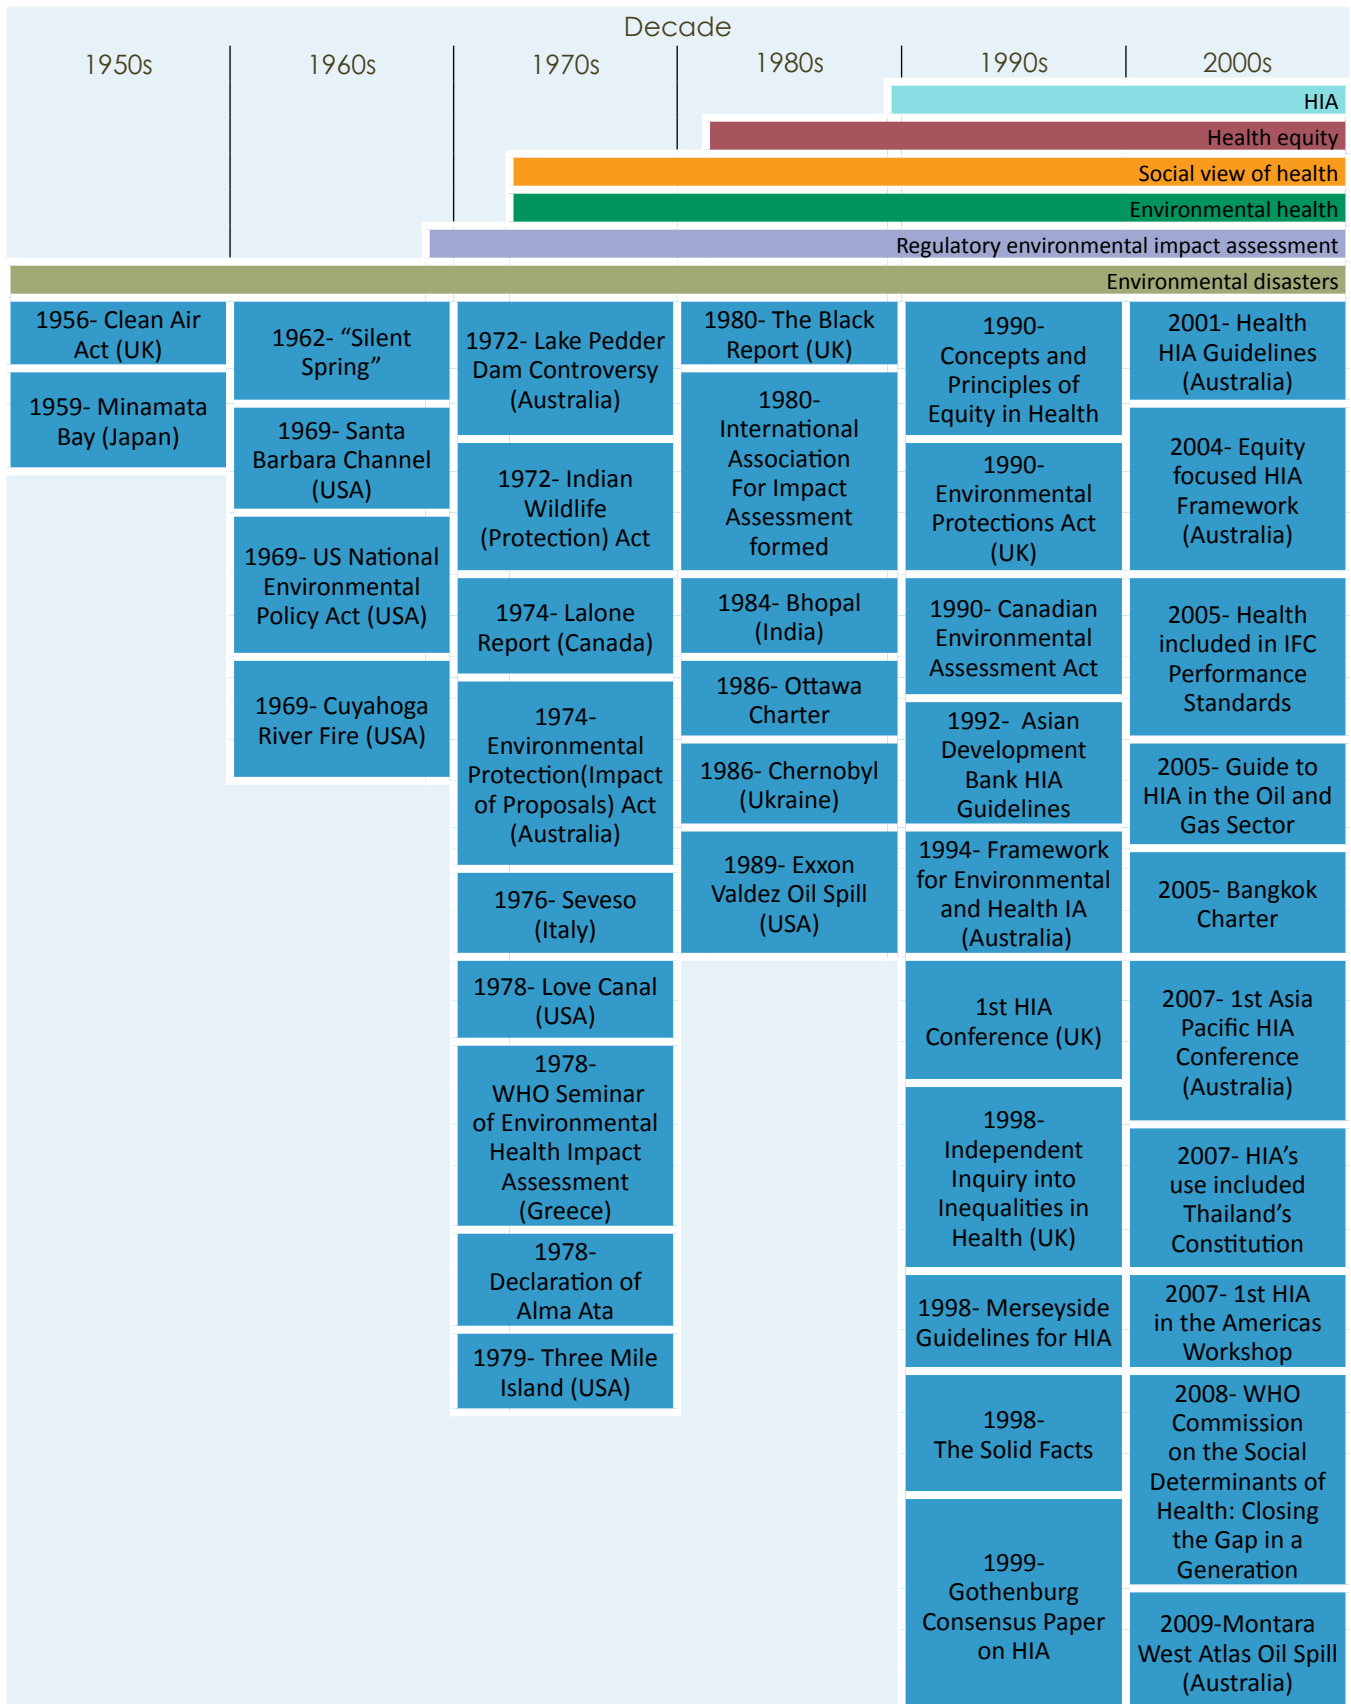 Decade
1950s
1960s
1970s
1980s
1990s
2000s
HIA
Health equity
Social view of health
Environmental health
Regulatory environmental impact assessment
Environmental disasters
1956- Clean Air
Act (UK)
1959- Minamata
Bay (Japan)
1962- “Silent
Spring”
1969- Santa
Barbara Channel
(USA)
1969- US National
Environmental
Policy Act (USA)
1969- Cuyahoga
River Fire (USA)
1972- Lake Pedder
Dam Controversy
(Australia)
1972- Indian
Wildlife
(Protection) Act
1974- Lalone
Report (Canada)
1974-
Environmental
Protection(Impact
of Proposals) Act
(Australia)
1976- Seveso
(Italy)
1978- Love Canal
(USA)
1978-
WHO Seminar
of Environmental
Health Impact
Assessment
(Greece)
1978-
Declaration of
Alma Ata
1979- Three Mile
Island (USA)
1980- The Black
Report (UK)
1980-
International
Association
For Impact
Assessment
formed
1984- Bhopal
(India)
1986- Ottawa
Charter
1986- Chernobyl
(Ukraine)
1989- Exxon
Valdez Oil Spill
(USA)
1990-
Concepts and
Principles of
Equity in Health
1990-
Environmental
Protections Act
(UK)
1990- Canadian
Environmental
Assessment Act
1992- Asian
Development
Bank HIA
Guidelines
1994- Framework
for Environmental
and Health IA
(Australia)
1st HIA
Conference (UK)
1998-
Independent
Inquiry into
Inequalities in
Health (UK)
1998- Merseyside
Guidelines for HIA
1998-
The Solid Facts
1999-
Gothenburg
Consensus Paper
on HIA
2001- Health
HIA Guidelines
(Australia)
2004- Equity
focused HIA
Framework
(Australia)
2005- Health
included in IFC
Performance
Standards
2005- Guide to
HIA in the Oil and
Gas Sector
2005- Bangkok
Charter
2007- 1st Asia
Pacific HIA
Conference
(Australia)
2007- HIA’s
use included
Thailand’s
Constitution
2007- 1st HIA
in the Americas
Workshop
2008- WHO
Commission
on the Social
Determinants of
Health: Closing
the Gap in a
Generation
2009-Montara
West Atlas Oil Spill
(Australia)